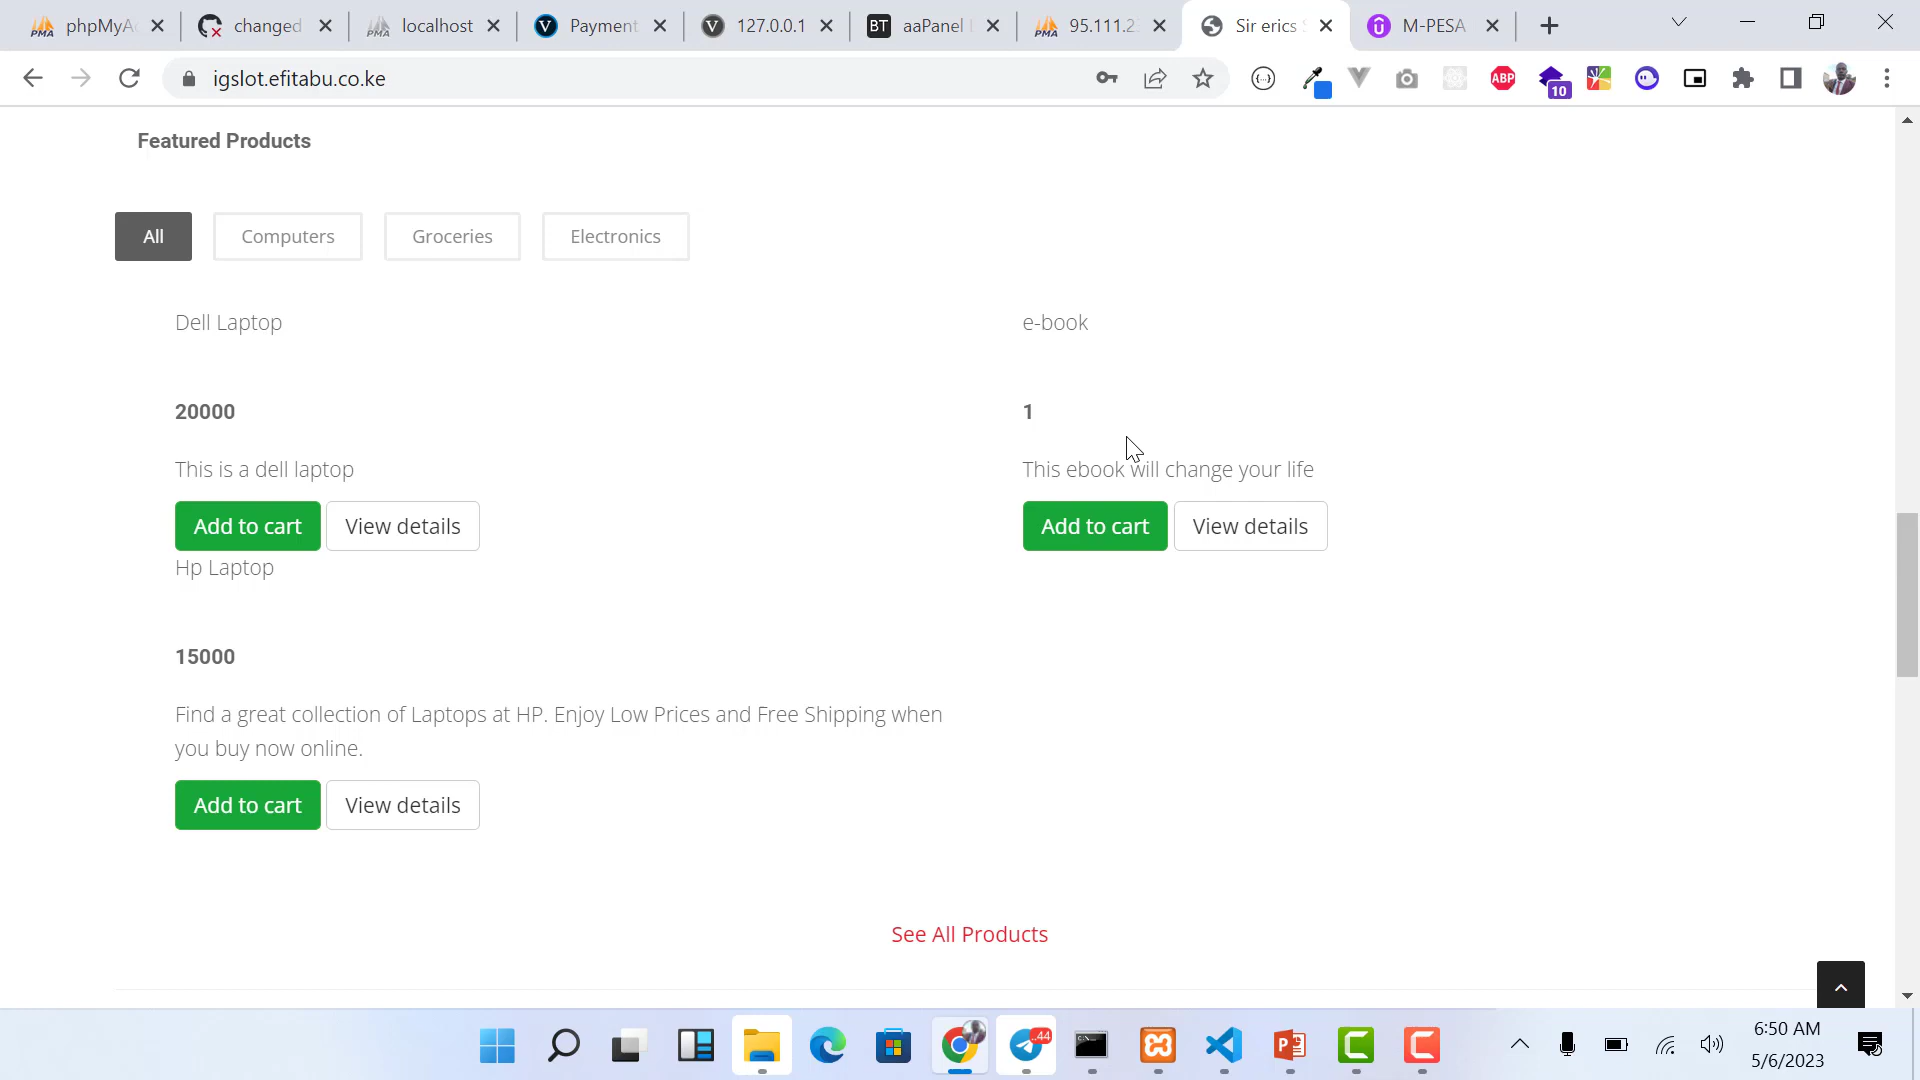 phpMyA
changed
localhost
Payment
127.0.0.1
BT
aaPanel
95.111.2
Sir erics S
M-PESA
igslot.efitabu.co.ke
ABP
10
Featured Products
All
Computers
Groceries
Electronics
Dell Laptop
20000
This is a dell laptop
Add to cart
View details
e-book
1
This ebook will change your life
Add to cart
View details
Hp Laptop
15000
Find a great collection of Laptops at HP. Enjoy Low Prices and Free Shipping when
you buy now online.
Add to cart
View details
See All Products
44
6:50 AM
5/6/2023